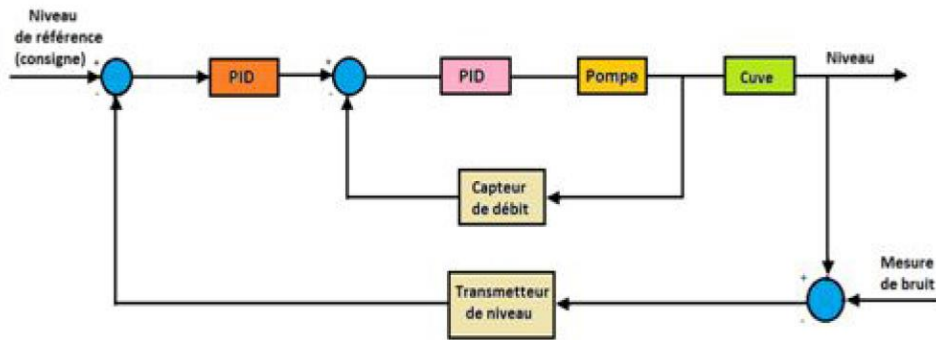 Niveau
de référence
(consigne)
+
-
PID
+
-
PID
Pompe
Cuve
Niveau
Capteur
de débit
Transmetteur
de niveau
+
-
Mesure
de bruit